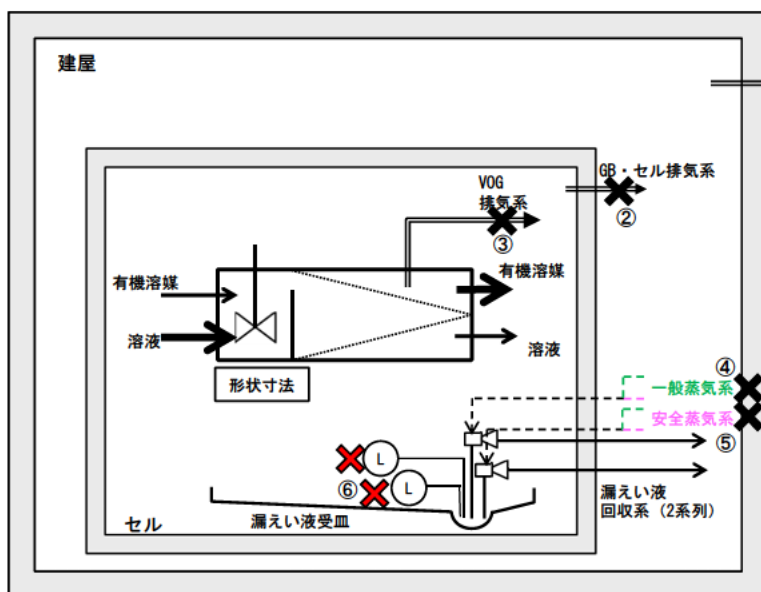 建屋
GB・セル排気系
②
VOG
排気系
③
有機溶媒
有機溶媒
溶液
溶液
形状寸法
④
一般蒸気系
安全蒸気系
⑤
L
⑥
L
漏えい液
回収系（2系列）
漏えい液受皿
セル